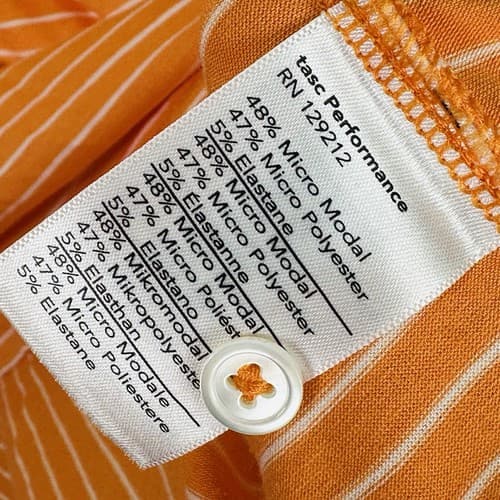 tasc Performance
RN 129212
48% Micro Modal
47% Micro Polyester
5% Elastane
48% Micro Modal
47% Micro Polyester
5% Elastanne
48% Micro Modal
47% Micro Poliést
5% Elastano
48% Mikromodal
47% Mikropolyeste
5% Elasthan
48% Micro Modale
47% Micro Poliestere
5% Elastane